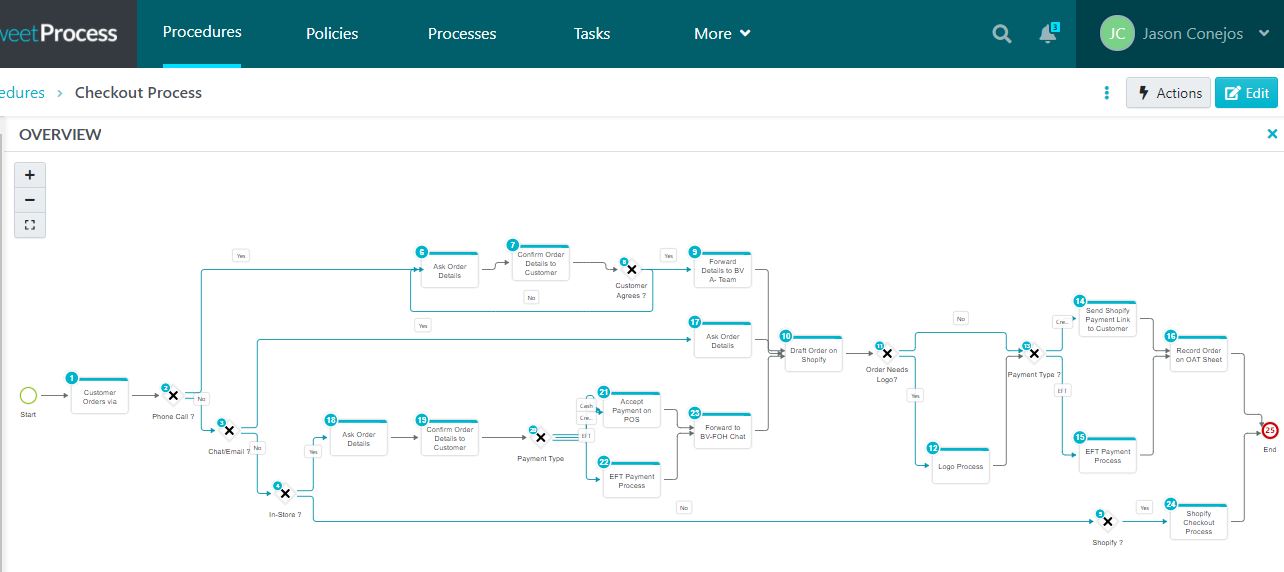 weetProcess
Procedures
Policies
Processes
Tasks
More
3
JC
Jason Conejos
edures › Checkout Process
Actions
Edit
OVERVIEW
+
−
Start
1
Customer
Orders via
2
Phone Call ?
Yes
No
3
Chat/Email ?
Yes
No
4
In-Store ?
Yes
No
6
Ask Order
Details
7
Confirm Order
Details to
Customer
8
Customer
Agrees ?
No
Yes
9
Forward
Details to BV
A- Team
17
Ask Order
Details
18
Ask Order
Details
19
Confirm Order
Details to
Customer
20
Payment Type
Cash
Cre..
EFT
21
Accept
Payment on
POS
22
EFT Payment
Process
23
Forward to
BV-FOH Chat
10
Draft Order on
Shopify
11
Order Needs
Logo?
No
Yes
12
Logo Process
13
Payment Type ?
Cre..
EFT
14
Send Shopify
Payment Link
to Customer
15
EFT Payment
Process
16
Record Order
on OAT Sheet
5
Shopify ?
Yes
24
Shopify
Checkout
Process
25
End